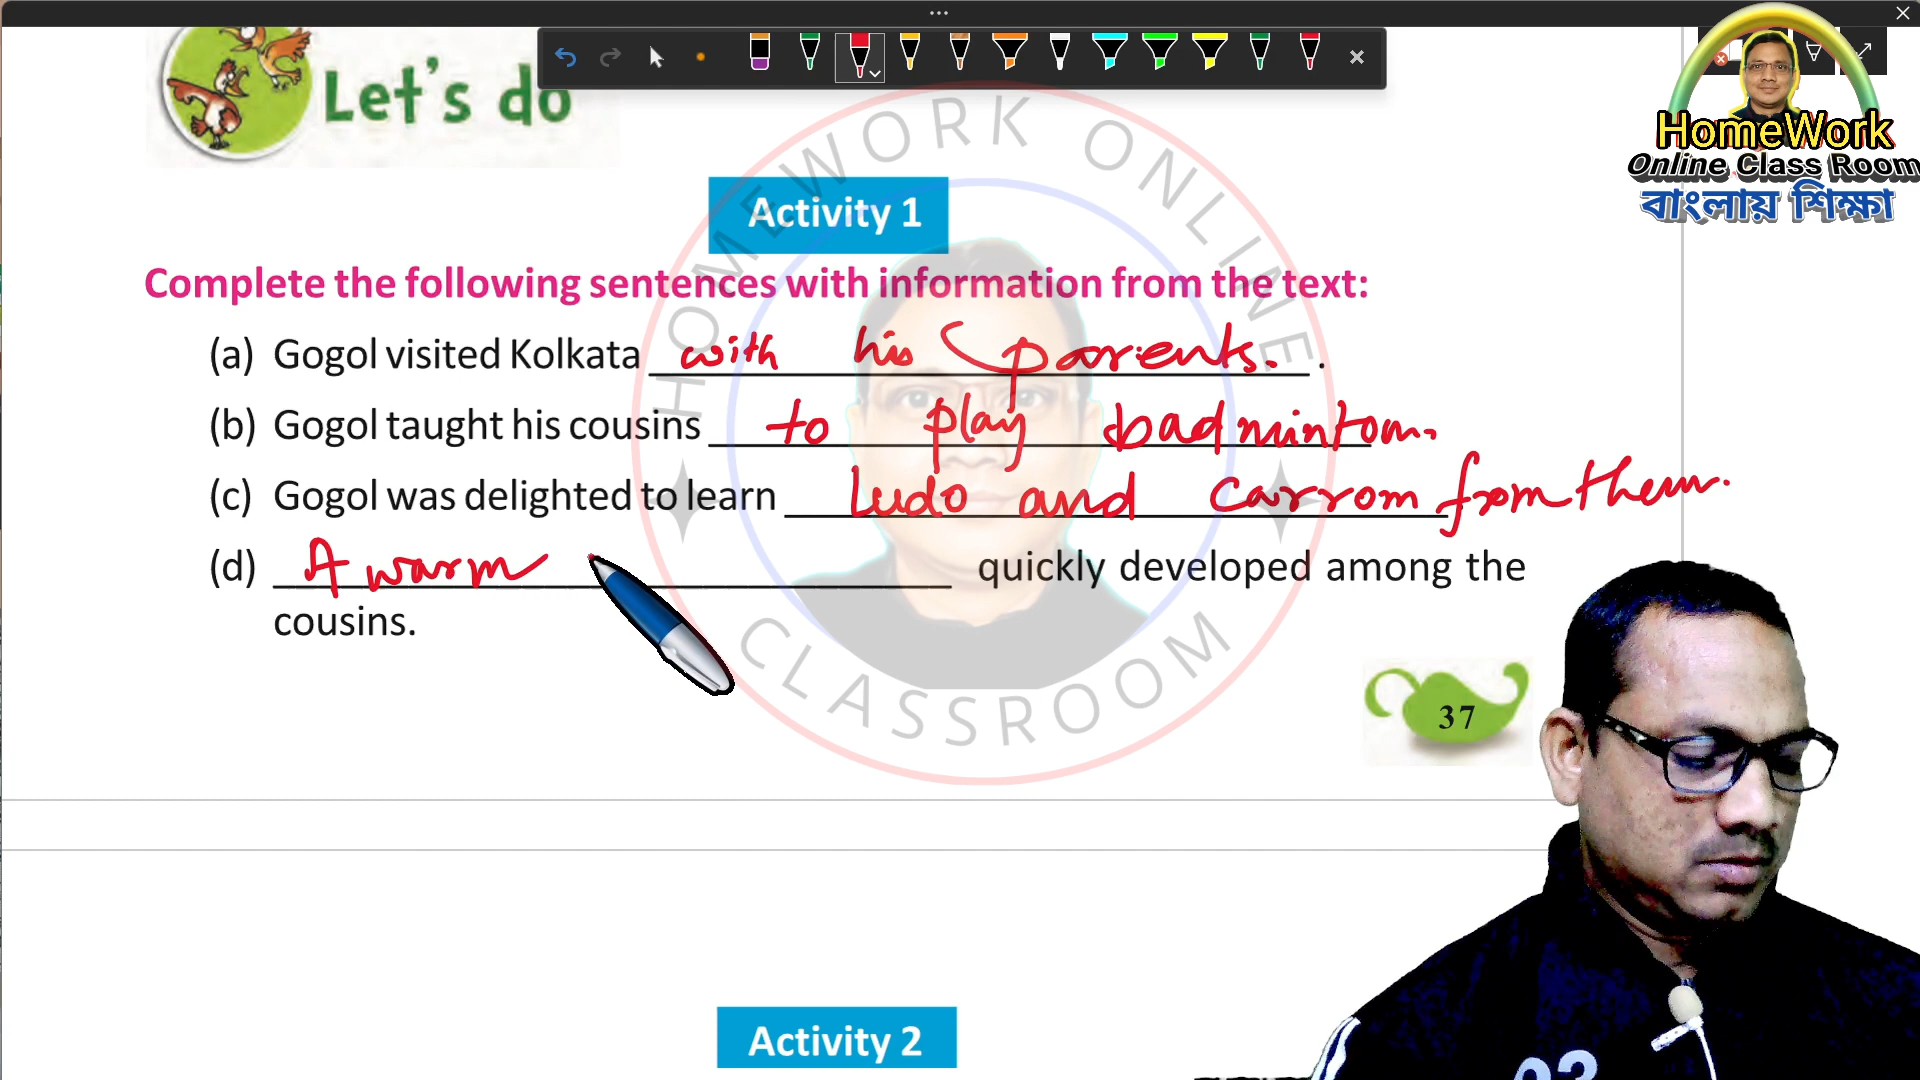 Let's do
HomeWork
Online Class Room
বাংলায় শিক্ষা
HOMEWORK ONLINE
CLASSROOM
Activity 1
Complete the following sentences with information from the text:
(a) Gogol visited Kolkata with his parents. .
(b) Gogol taught his cousins to play badminton.
(c) Gogol was delighted to learn Ludo and carrom from them.
(d) A warm quickly developed among the
cousins.
37
Activity 2
03